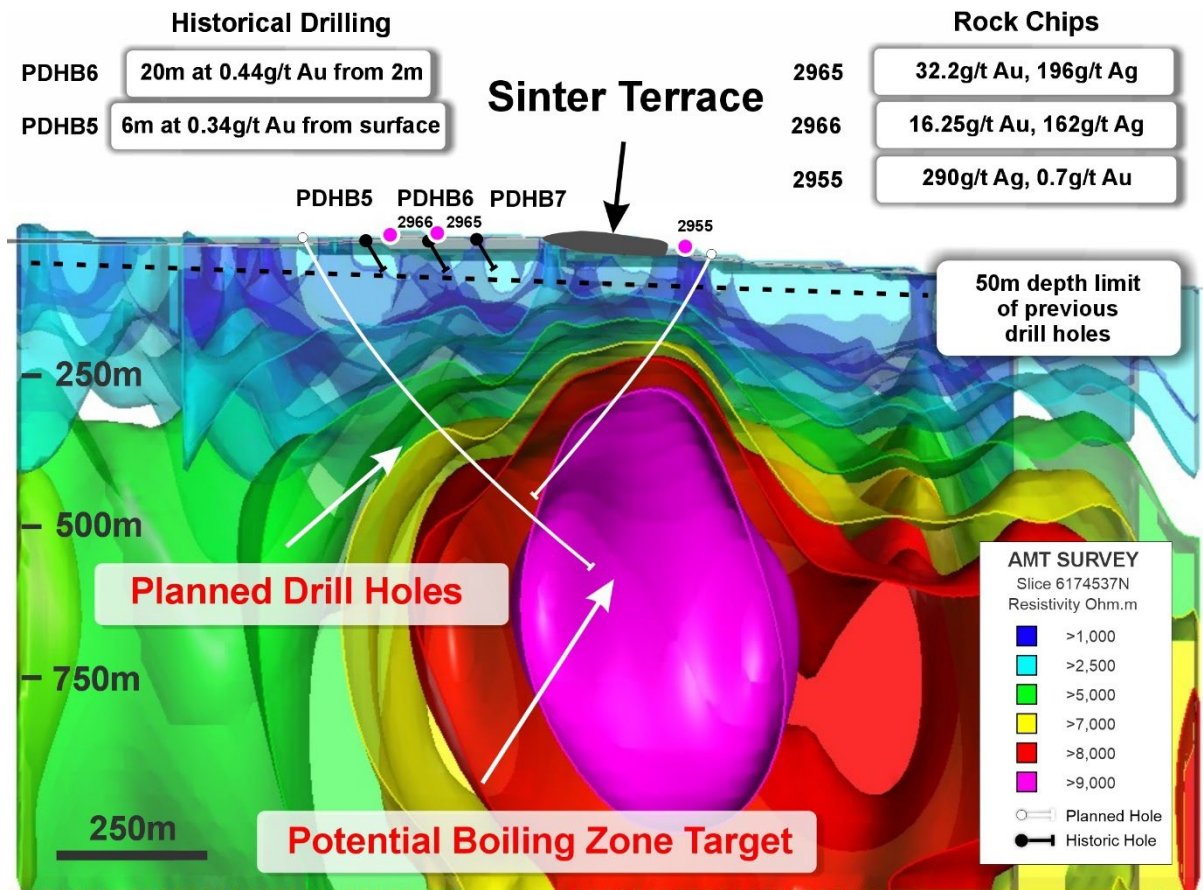 Historical Drilling
PDHB6 20m at 0.44g/t Au from 2m
PDHB5 6m at 0.34g/t Au from surface
Sinter Terrace
Rock Chips
2965 32.2g/t Au, 196g/t Ag
2966 16.25g/t Au, 162g/t Ag
2955 290g/t Ag, 0.7g/t Au
PDHB5 PDHB6 PDHB7
2966 2965
2955
50m depth limit
of previous
drill holes
250m
500m
Planned Drill Holes
750m
250m
Potential Boiling Zone Target
AMT SURVEY
Slice 6174537N
Resistivity Ohm.m
>1,000
>2,500
>5,000
>7,000
>8,000
>9,000
Planned Hole
Historic Hole